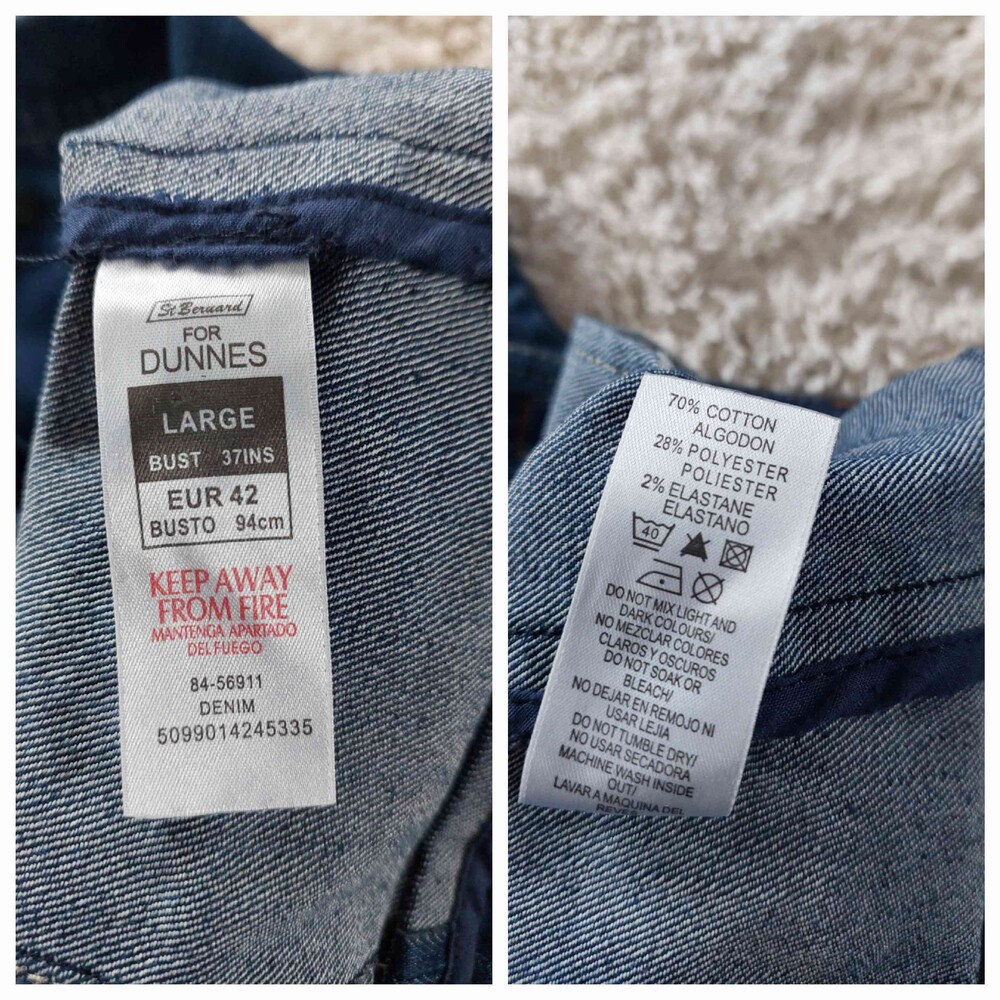 St Bernard
FOR
DUNNES
LARGE
BUST 37INS
EUR 42
BUSTO 94cm
KEEP AWAY
FROM FIRE
MANTENGA APARTADO
DEL FUEGO
84-56911
DENIM
5099014245335
70% COTTON
ALGODON
28% POLYESTER
POLIESTER
2% ELASTANE
ELASTANO
40
DO NOT MIX LIGHT AND
DARK COLOURS/
NO MEZCLAR COLORES
CLAROS Y OSCUROS
DO NOT SOAK OR
BLEACH/
NO DEJAR EN REMOJO NI
USAR LEJIA
DO NOT TUMBLE DRY/
NO USAR SECADORA
MACHINE WASH INSIDE
OUT/
LAVAR A MAQUINA DEL
REVES